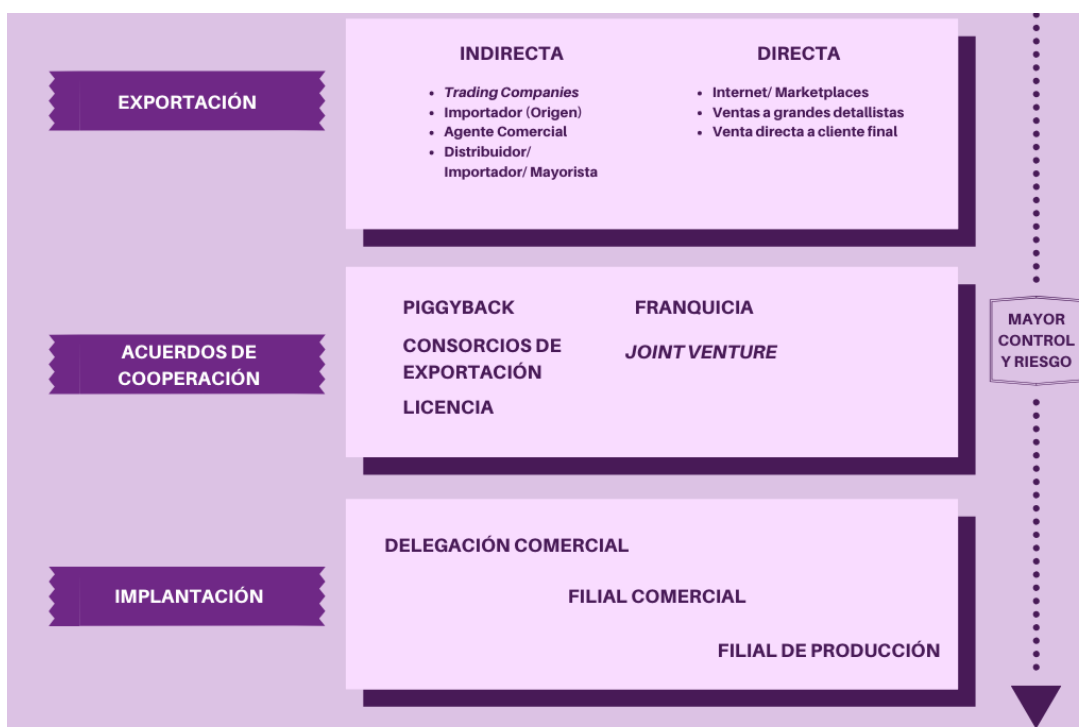 EXPORTACIÓN
INDIRECTA
• Trading Companies
• Importador (Origen)
• Agente Comercial
• Distribuidor/
Importador/ Mayorista
DIRECTA
• Internet/ Marketplaces
• Ventas a grandes detallistas
• Venta directa a cliente final
ACUERDOS DE
COOPERACIÓN
PIGGYBACK
CONSORCIOS DE
EXPORTACIÓN
LICENCIA
FRANQUICIA
JOINT VENTURE
MAYOR
CONTROL
Y RIESGO
IMPLANTACIÓN
DELEGACIÓN COMERCIAL
FILIAL COMERCIAL
FILIAL DE PRODUCCIÓN